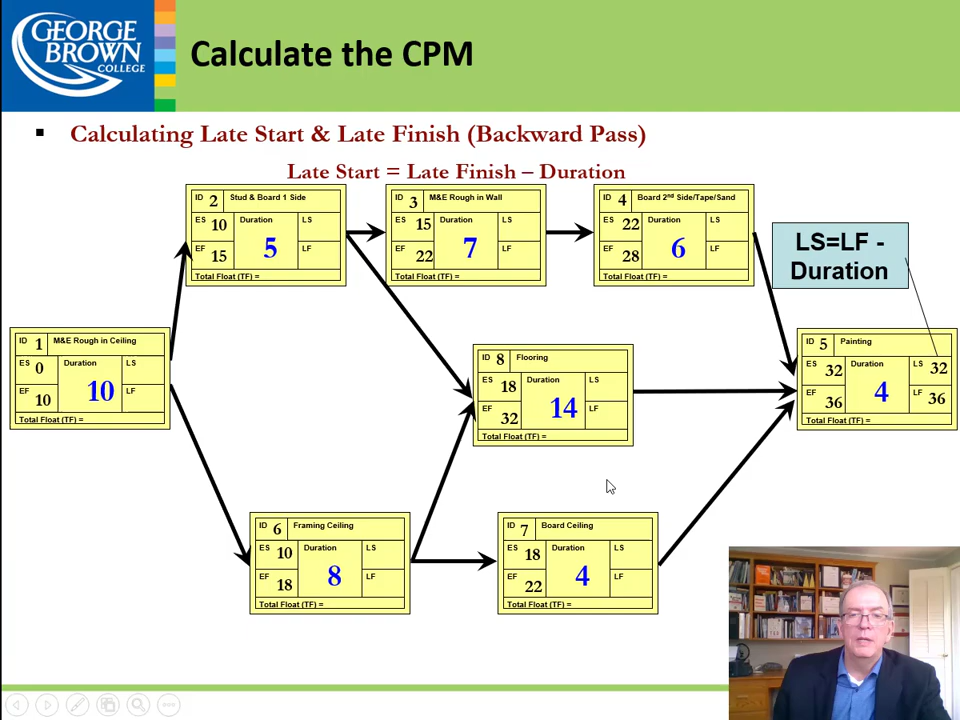 GEORGE
BROWN
COLLEGE
Calculate the CPM
Calculating Late Start & Late Finish (Backward Pass)
Late Start = Late Finish – Duration
ID 2 Stud & Board 1 Side
ES 10 Duration 5 LS
EF 15 LF
Total Float (TF) =
ID 3 M&E Rough in Wall
ES 15 Duration 7 LS
EF 22 LF
Total Float (TF) =
ID 4 Board 2nd Side/Tape/Sand
ES 22 Duration 6 LS
EF 28 LF
Total Float (TF) =
LS=LF -
Duration
ID 1 M&E Rough in Ceiling
ES 0 Duration 10 LS
EF 10 LF
Total Float (TF) =
ID 8 Flooring
ES 18 Duration 14 LS
EF 32 LF
Total Float (TF) =
ID 5 Painting
ES 32 Duration 4 LS 32
EF 36 LF 36
Total Float (TF) =
ID 6 Framing Ceiling
ES 10 Duration 8 LS
EF 18 LF
Total Float (TF) =
ID 7 Board Ceiling
ES 18 Duration 4 LS
EF 22 LF
Total Float (TF) =